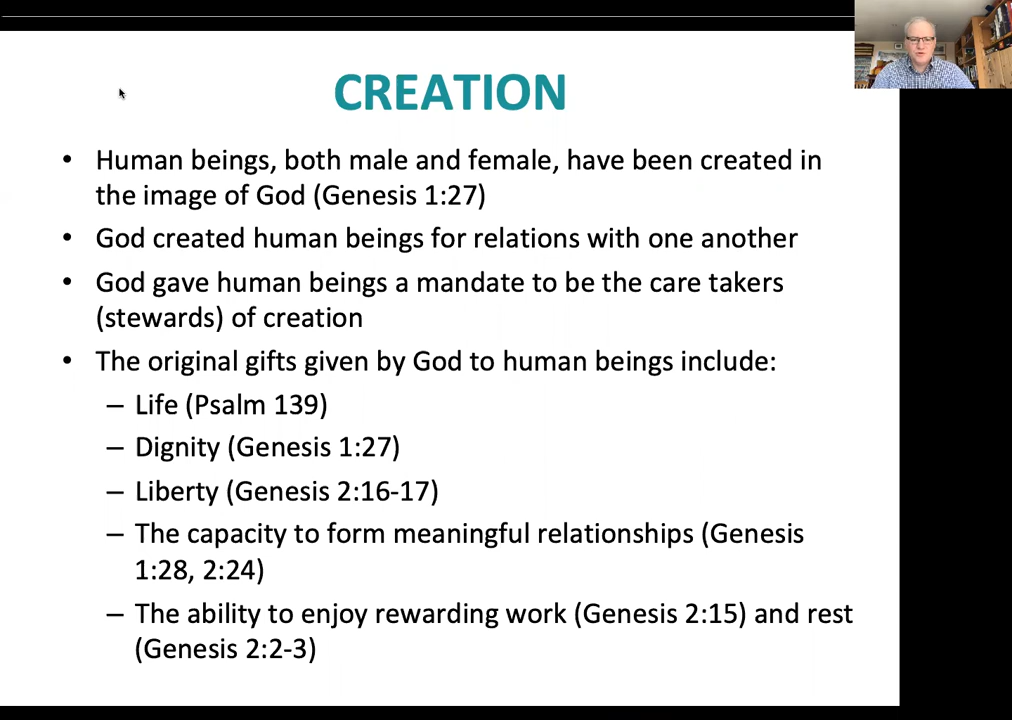 CREATION
• Human beings, both male and female, have been created in
the image of God (Genesis 1:27)
• God created human beings for relations with one another
• God gave human beings a mandate to be the care takers
(stewards) of creation
• The original gifts given by God to human beings include:
– Life (Psalm 139)
– Dignity (Genesis 1:27)
– Liberty (Genesis 2:16-17)
– The capacity to form meaningful relationships (Genesis
1:28, 2:24)
– The ability to enjoy rewarding work (Genesis 2:15) and rest
(Genesis 2:2-3)